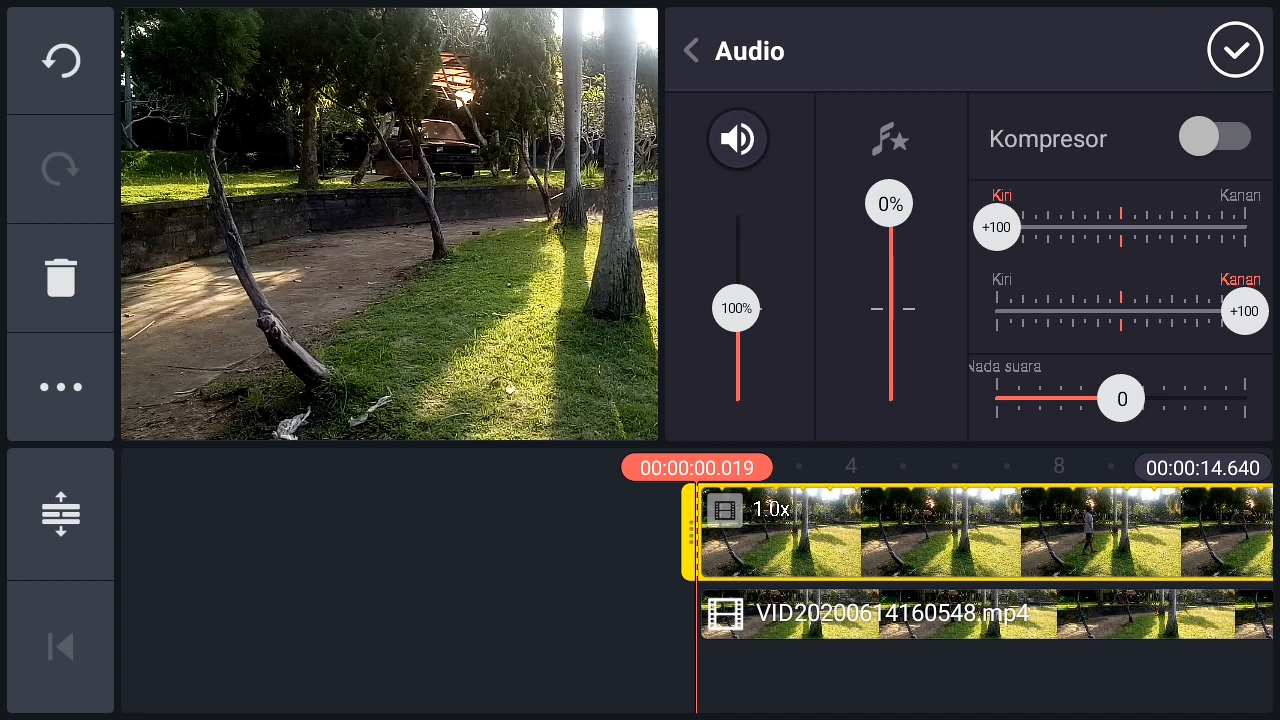 Audio
Kompresor
Kiri
Kanan
+100
0%
Kiri
Kanan
+100
100%
Nada suara
0
00:00:00.019
4
8
00:00:14.640
1.0x
VID20200614160548.mp4